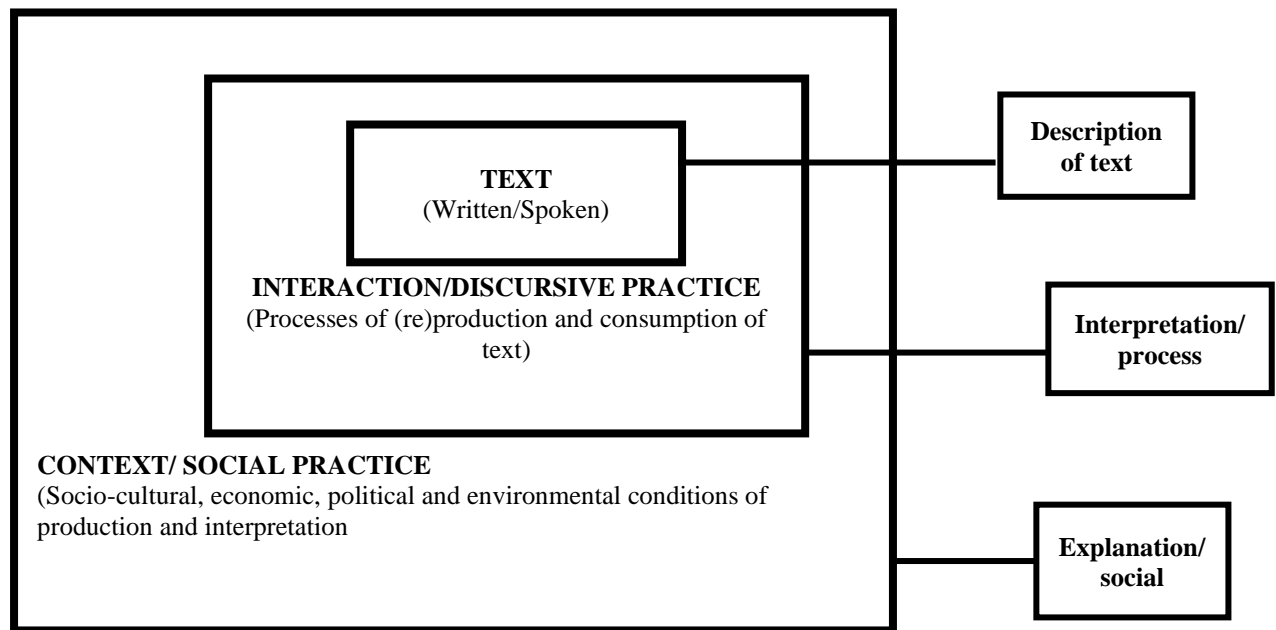 TEXT
(Written/Spoken)
INTERACTION/DISCURSIVE PRACTICE
(Processes of (re)production and consumption of
text)
CONTEXT/ SOCIAL PRACTICE
(Socio-cultural, economic, political and environmental conditions of
production and interpretation
Description
of text
Interpretation/
process
Explanation/
social